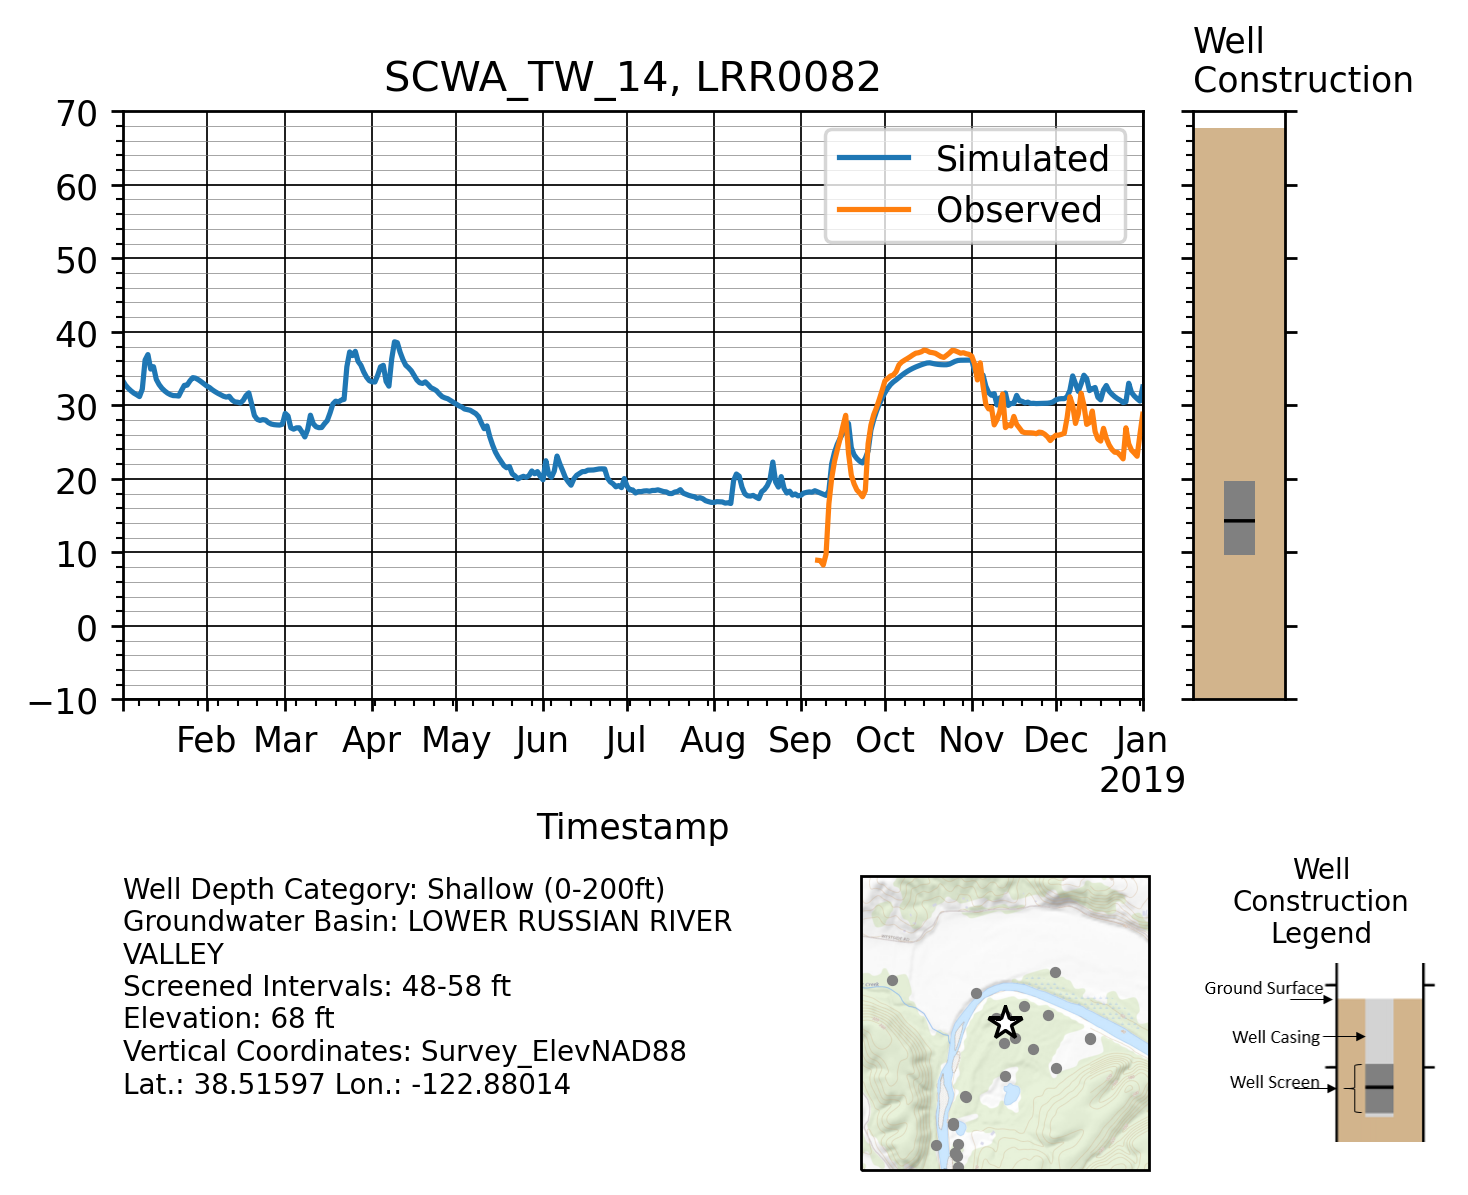 Well
Construction
SCWA_TW_14, LRR0082
70
60
50
40
30
20
10
0
−10
Simulated
Observed
Feb Mar Apr May Jun Jul Aug Sep Oct Nov Dec Jan
2019
Timestamp
Well Depth Category: Shallow (0-200ft)
Groundwater Basin: LOWER RUSSIAN RIVER
VALLEY
Screened Intervals: 48-58 ft
Elevation: 68 ft
Vertical Coordinates: Survey_ElevNAD88
Lat.: 38.51597 Lon.: -122.88014
Well
Construction
Legend
Ground Surface
Well Casing
Well Screen